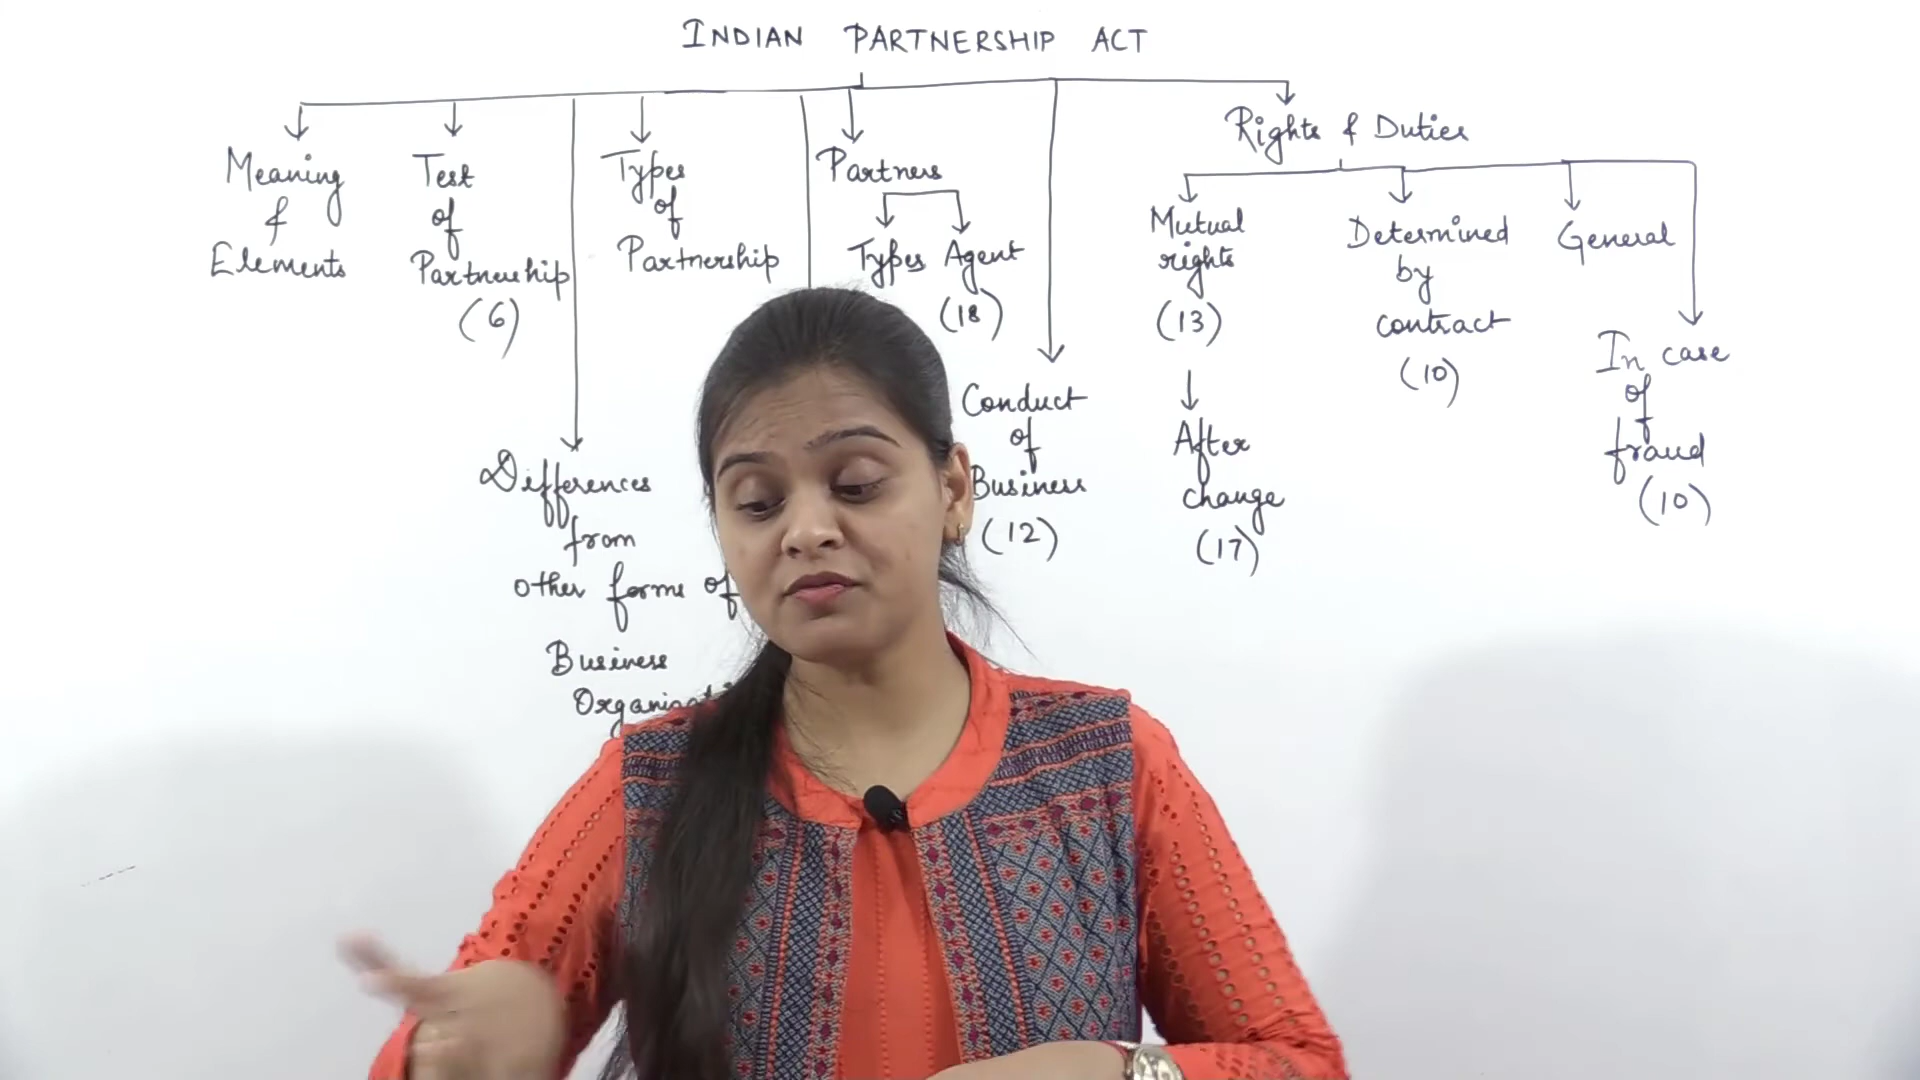 INDIAN PARTNERSHIP ACT
Meaning
&
Elements
Test
of
Partnership
(6)
Differences
from
other forms of
Business
Types
of
Partnership
Partners
Types Agent
(18)
Conduct
of
Business
(12)
Rights & Duties
Mutual
rights
(13)
After
change
(17)
Determined
by
contract
(10)
General
In case
of
fraud
(10)